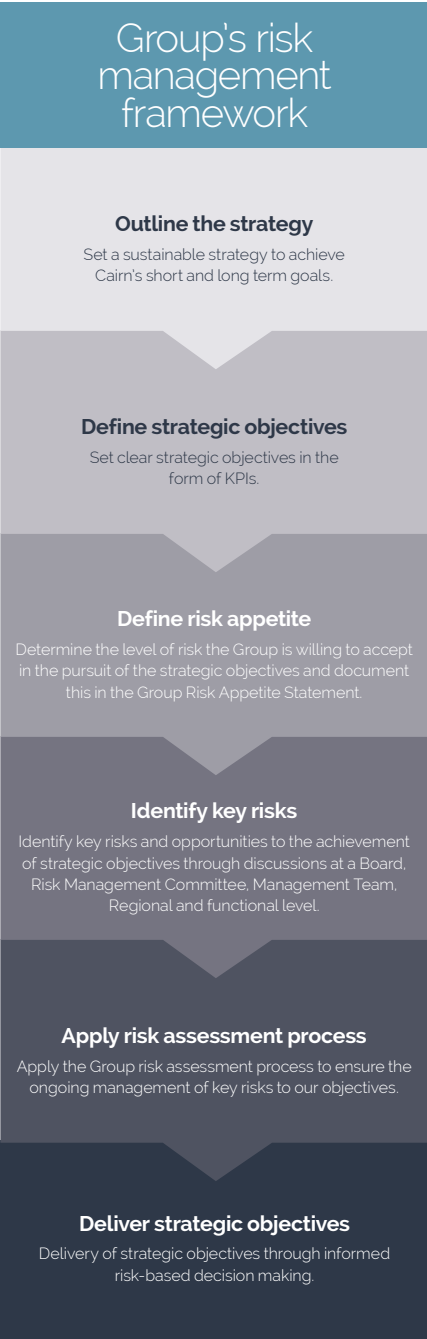 Group's risk
management
framework
Outline the strategy
Set a sustainable strategy to achieve
Cairn's short and long term goals.
Define strategic objectives
Set clear strategic objectives in the
form of KPIs.
Define risk appetite
Determine the level of risk the Group is willing to accept
in the pursuit of the strategic objectives and document
this in the Group Risk Appetite Statement.
Identify key risks
Identify key risks and opportunities to the achievement
of strategic objectives through discussions at a Board,
Risk Management Committee, Management Team,
Regional and functional level.
Apply risk assessment process
Apply the Group risk assessment process to ensure the
ongoing management of key risks to our objectives.
Deliver strategic objectives
Delivery of strategic objectives through informed
risk-based decision making.